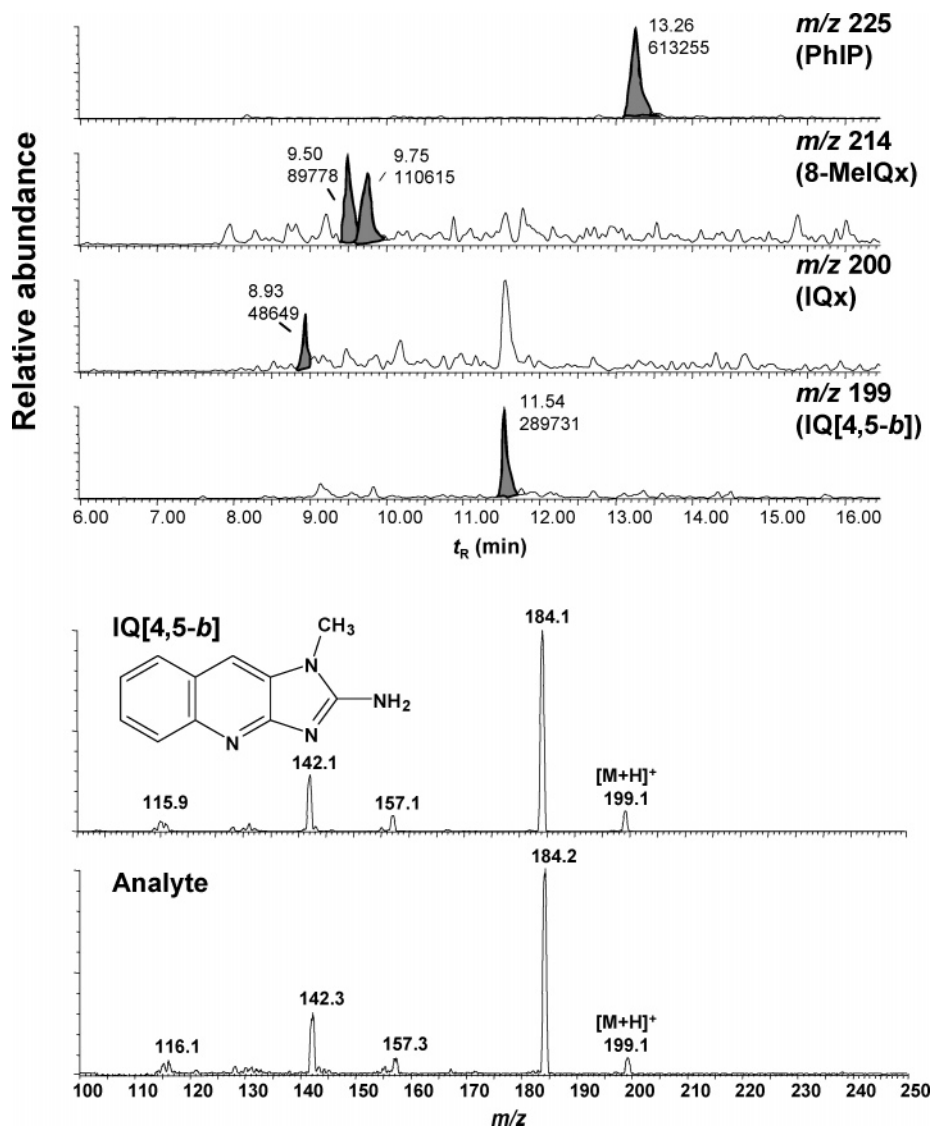 Relative abundance
13.26
613255
m/z 225
(PhIP)
9.50
89778
9.75
110615
m/z 214
(8-MeIQx)
8.93
48649
m/z 200
(IQx)
11.54
289731
m/z 199
(IQ[4,5-b])
6.00 7.00 8.00 9.00 10.00 11.00 12.00 13.00 14.00 15.00 16.00
tR (min)
IQ[4,5-b]
CH3
N
NH2
N
N
115.9
142.1
157.1
184.1
[M+H]+
199.1
Analyte
116.1
142.3
157.3
184.2
[M+H]+
199.1
100 110 120 130 140 150 160 170 180 190 200 210 220 230 240 250
m/z